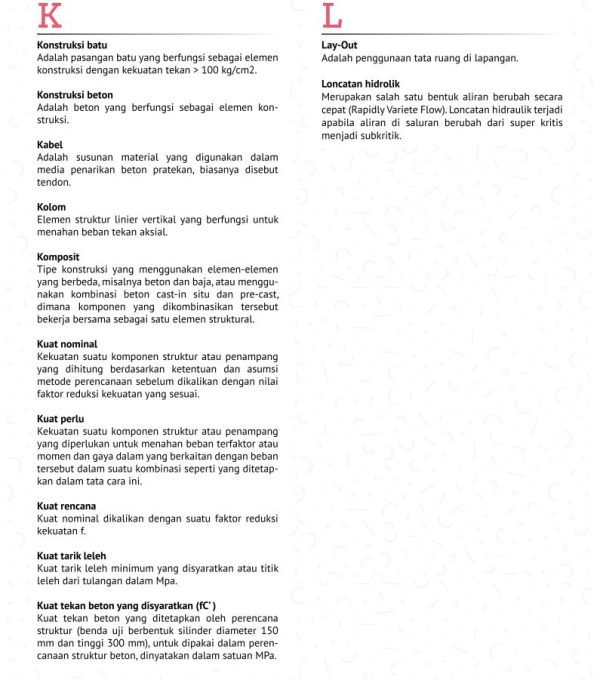 K
Konstruksi batu
Adalah pasangan batu yang berfungsi sebagai elemen
konstruksi dengan kekuatan tekan > 100 kg/cm2.
Konstruksi beton
Adalah beton yang berfungsi sebagai elemen kon-
struksi.
Kabel
Adalah susunan material yang digunakan dalam
media penarikan beton pratekan, biasanya disebut
tendon.
Kolom
Elemen struktur linier vertikal yang berfungsi untuk
menahan beban tekan aksial.
Komposit
Tipe konstruksi yang menggunakan elemen-elemen
yang berbeda, misalnya beton dan baja, atau menggu-
nakan kombinasi beton cast-in situ dan pre-cast,
dimana komponen yang dikombinasikan tersebut
bekerja bersama sebagai satu elemen struktural.
Kuat nominal
Kekuatan suatu komponen struktur atau penampang
yang dihitung berdasarkan ketentuan dan asumsi
metode perencanaan sebelum dikalikan dengan nilai
faktor reduksi kekuatan yang sesuai.
Kuat perlu
Kekuatan suatu komponen struktur atau penampang
yang diperlukan untuk menahan beban terfaktor atau
momen dan gaya dalam yang berkaitan dengan beban
tersebut dalam suatu kombinasi seperti yang ditetap-
kan dalam tata cara ini.
Kuat rencana
Kuat nominal dikalikan dengan suatu faktor reduksi
kekuatan f.
Kuat tarik leleh
Kuat tarik leleh minimum yang disyaratkan atau titik
leleh dari tulangan dalam Mpa.
Kuat tekan beton yang disyaratkan (fC' )
Kuat tekan beton yang ditetapkan oleh perencana
struktur (benda uji berbentuk silinder diameter 150
mm dan tinggi 300 mm), untuk dipakai dalam peren-
canaan struktur beton, dinyatakan dalam satuan MPa.
L
Lay-Out
Adalah penggunaan tata ruang di lapangan.
Loncatan hidrolik
Merupakan salah satu bentuk aliran berubah secara
cepat (Rapidly Variete Flow). Loncatan hidraulik terjadi
apabila aliran di saluran berubah dari super kritis
menjadi subkritik.